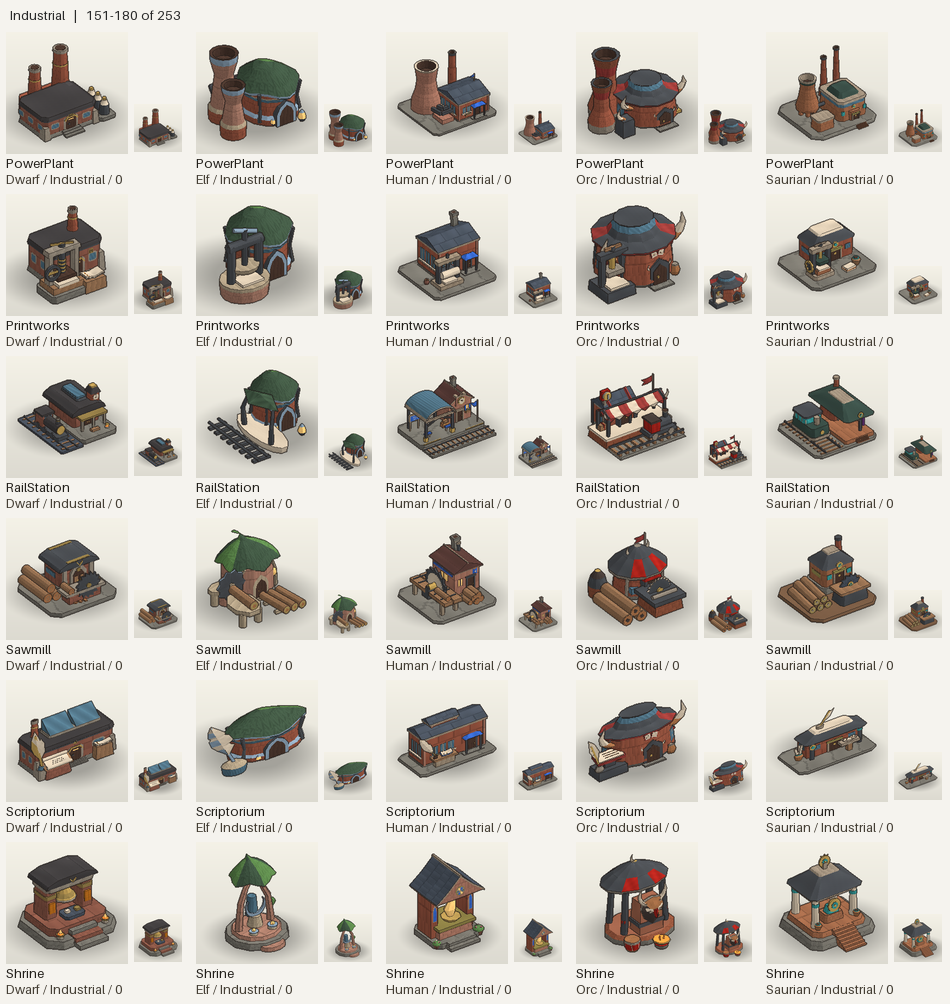 Industrial | 151-180 of 253
PowerPlant
Dwarf / Industrial / 0
PowerPlant
Elf / Industrial / 0
PowerPlant
Human / Industrial / 0
PowerPlant
Orc / Industrial / 0
PowerPlant
Saurian / Industrial / 0
Printworks
Dwarf / Industrial / 0
Printworks
Elf / Industrial / 0
Printworks
Human / Industrial / 0
Printworks
Orc / Industrial / 0
Printworks
Saurian / Industrial / 0
RailStation
Dwarf / Industrial / 0
RailStation
Elf / Industrial / 0
RailStation
Human / Industrial / 0
RailStation
Orc / Industrial / 0
RailStation
Saurian / Industrial / 0
Sawmill
Dwarf / Industrial / 0
Sawmill
Elf / Industrial / 0
Sawmill
Human / Industrial / 0
Sawmill
Orc / Industrial / 0
Sawmill
Saurian / Industrial / 0
Scriptorium
Dwarf / Industrial / 0
Scriptorium
Elf / Industrial / 0
Scriptorium
Human / Industrial / 0
Scriptorium
Orc / Industrial / 0
Scriptorium
Saurian / Industrial / 0
Shrine
Dwarf / Industrial / 0
Shrine
Elf / Industrial / 0
Shrine
Human / Industrial / 0
Shrine
Orc / Industrial / 0
Shrine
Saurian / Industrial / 0